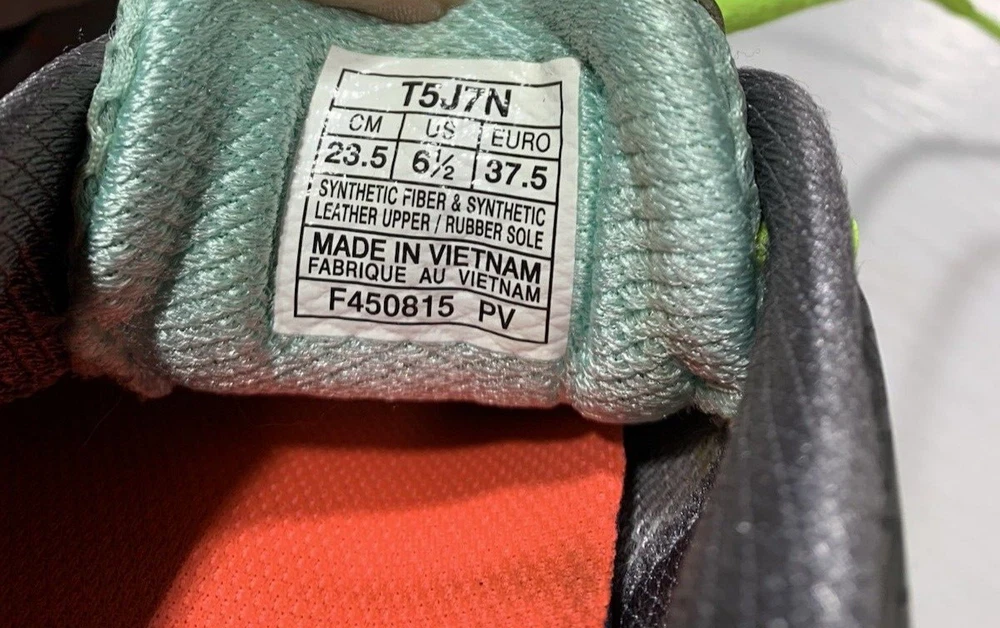 T5J7N
CM US EURO
23.5 6½ 37.5
SYNTHETIC FIBER & SYNTHETIC
LEATHER UPPER / RUBBER SOLE
MADE IN VIETNAM
FABRIQUE AU VIETNAM
F450815 PV